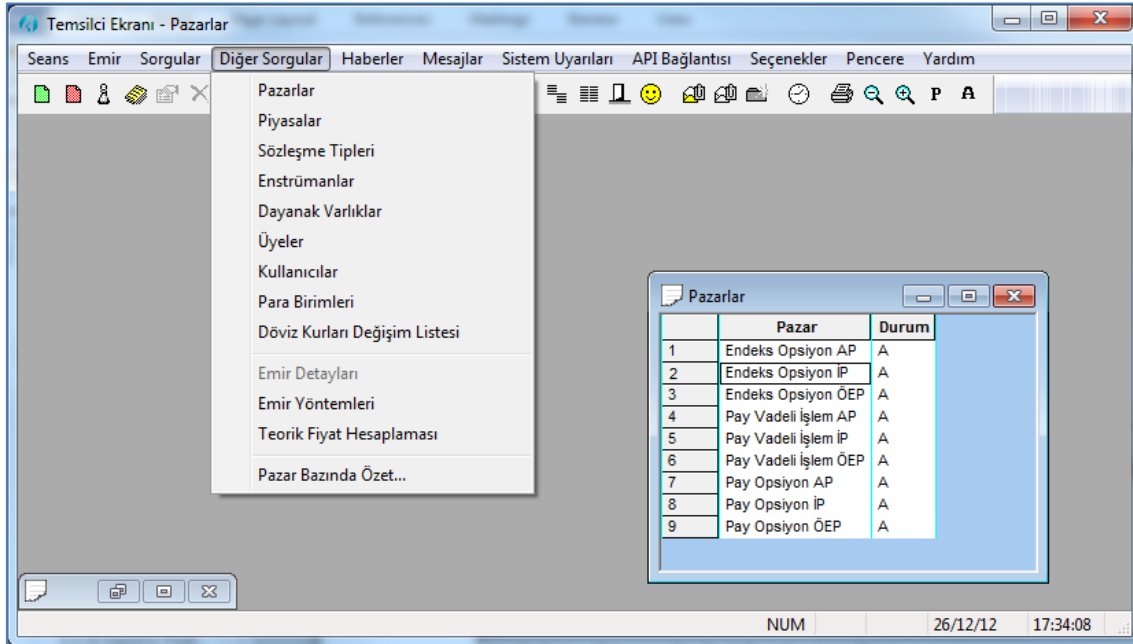 Temsilci Ekranı - Pazarlar
Seans Emir Sorgular Diğer Sorgular Haberler Mesajlar Sistem Uyarıları API Bağlantısı Seçenekler Pencere Yardım
P A
Pazarlar
Piyasalar
Sözleşme Tipleri
Enstrümanlar
Dayanak Varlıklar
Üyeler
Kullanıcılar
Para Birimleri
Döviz Kurları Değişim Listesi
Emir Detayları
Emir Yöntemleri
Teorik Fiyat Hesaplaması
Pazar Bazında Özet...
Pazarlar
Pazar Durum
1 Endeks Opsiyon AP A
2 Endeks Opsiyon İP A
3 Endeks Opsiyon ÖEP A
4 Pay Vadeli İşlem AP A
5 Pay Vadeli İşlem İP A
6 Pay Vadeli İşlem ÖEP A
7 Pay Opsiyon AP A
8 Pay Opsiyon İP A
9 Pay Opsiyon ÖEP A
NUM 26/12/12 17:34:08